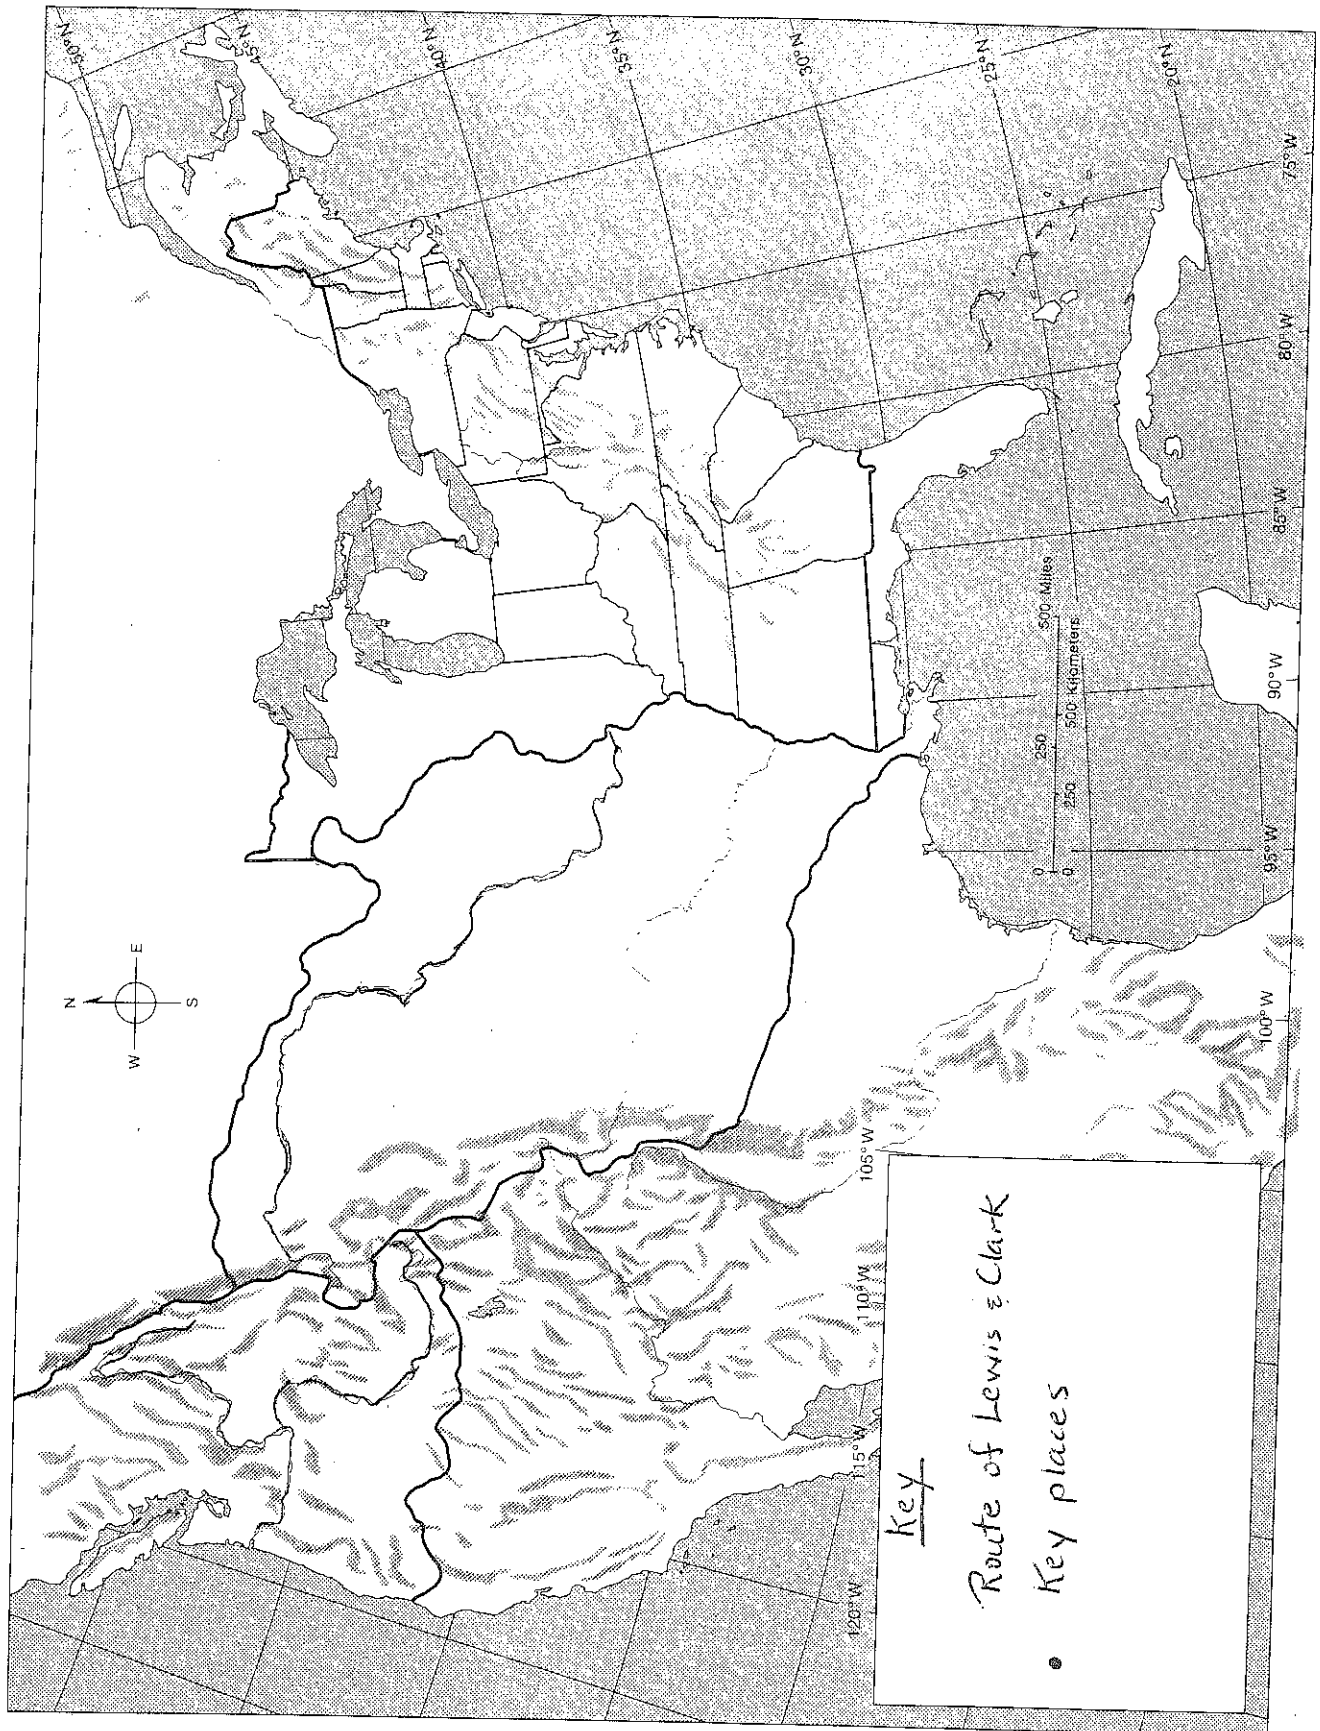 50°N
45°N
40°N
35°N
30°N
25°N
20°N
N
W E
S
0 250 500 Miles
0 250 500 Kilometers
120°W
115°W
110°W
105°W
100°W
95°W
90°W
85°W
80°W
75°W
Key
Route of Lewis & Clark
• Key places